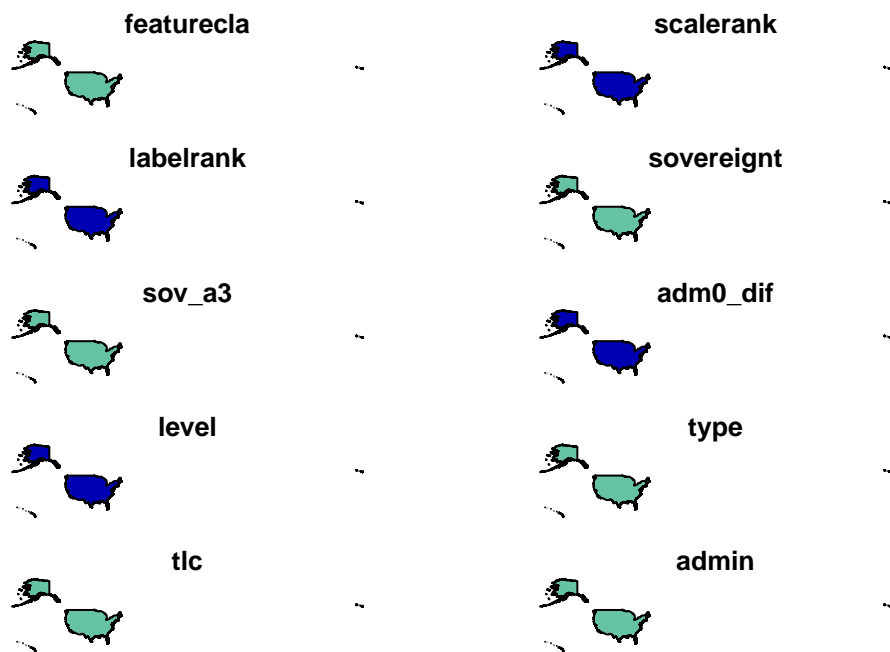 featurecla
scalerank
labelrank
sovereignt
sov_a3
adm0_dif
level
type
tlc
admin